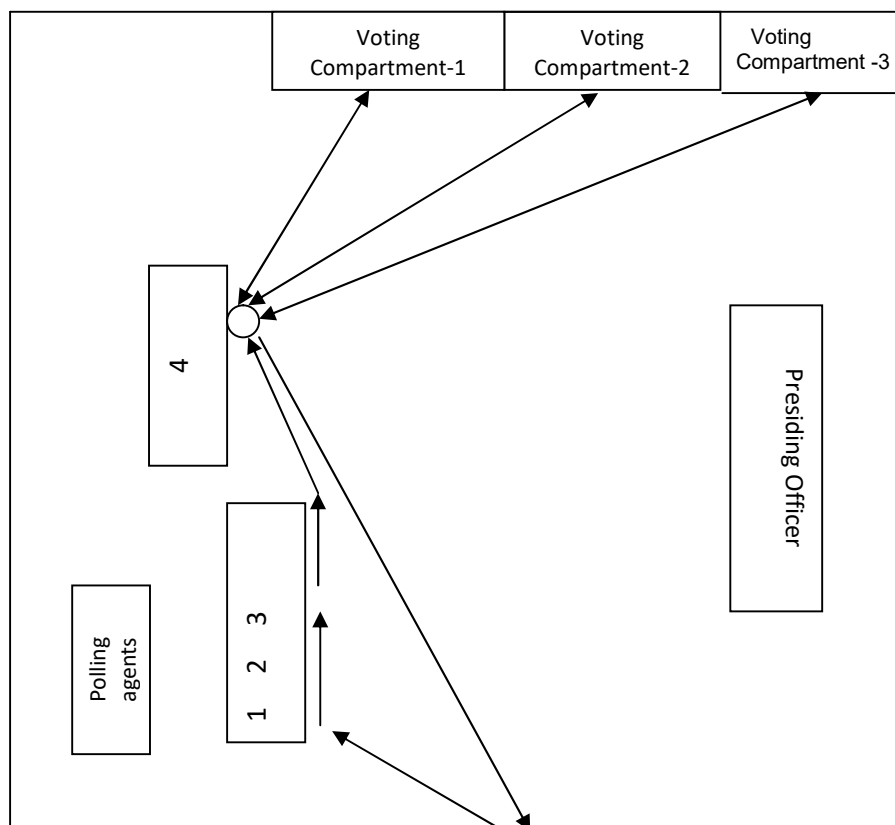 Voting
Compartment-1
Voting
Compartment-2
Voting
Compartment -3
4
Presiding Officer
1 2 3
Polling
agents